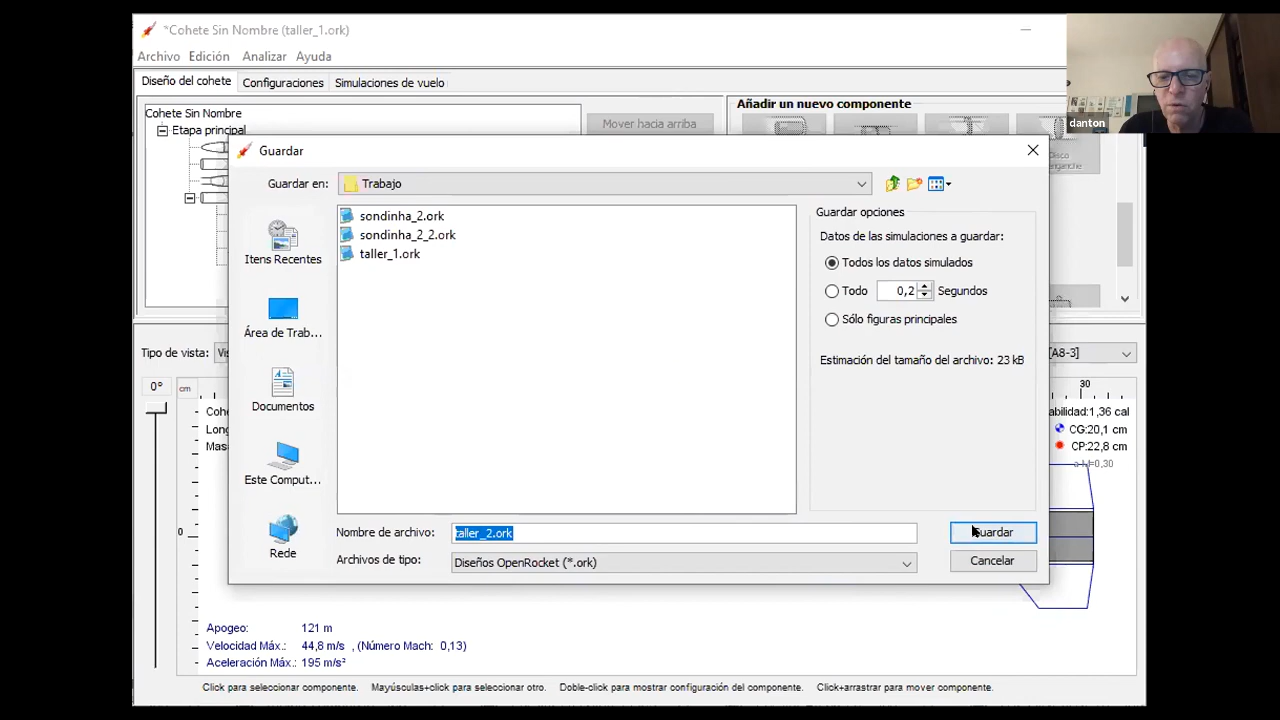 *Cohete Sin Nombre (taller_1.ork)
Archivo Edición Analizar Ayuda
Diseño del cohete Configuraciones Simulaciones de vuelo
Cohete Sin Nombre
Etapa principal
Mover hacia arriba
Añadir un nuevo componente
danton
Disco
Guardar
Guardar en: Trabajo
sondinha_2.ork
sondinha_2_2.ork
taller_1.ork
Itens Recentes
Área de Trab...
Documentos
Este Comput...
Rede
Guardar opciones
Datos de las simulaciones a guardar:
Todos los datos simulados
Todo 0,2 Segundos
Sólo figuras principales
Estimación del tamaño del archivo: 23 kB
Nombre de archivo: taller_2.ork
Guardar
Archivos de tipo: Diseños OpenRocket (*.ork)
Cancelar
Tipo de vista:
[A8-3]
0°
cm
30
0
CG:20,1 cm
CP:22,8 cm
a M=0,30
Apogeo: 121 m
Velocidad Máx.: 44,8 m/s , (Número Mach: 0,13)
Aceleración Máx.: 195 m/s²
Click para seleccionar componente. Mayúsculas+click para seleccionar otro. Doble-click para mostrar configuración del componente. Click+arrastrar para mover componente.